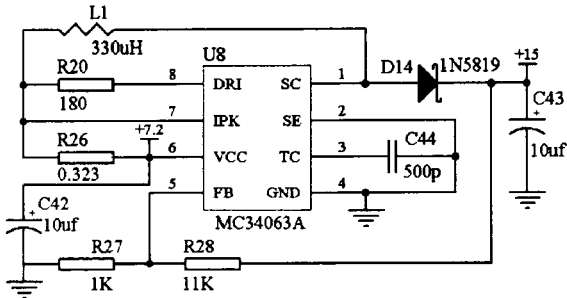 L1
330uH
U8
R20
180
8
DRI
SC
1
D14
1N5819
+15
7
IPK
SE
2
C43
10uf
R26
0.323
+7.2
6
VCC
TC
3
C44
500p
5
FB
GND
4
C42
10uf
MC34063A
R27
1K
R28
11K
+
+